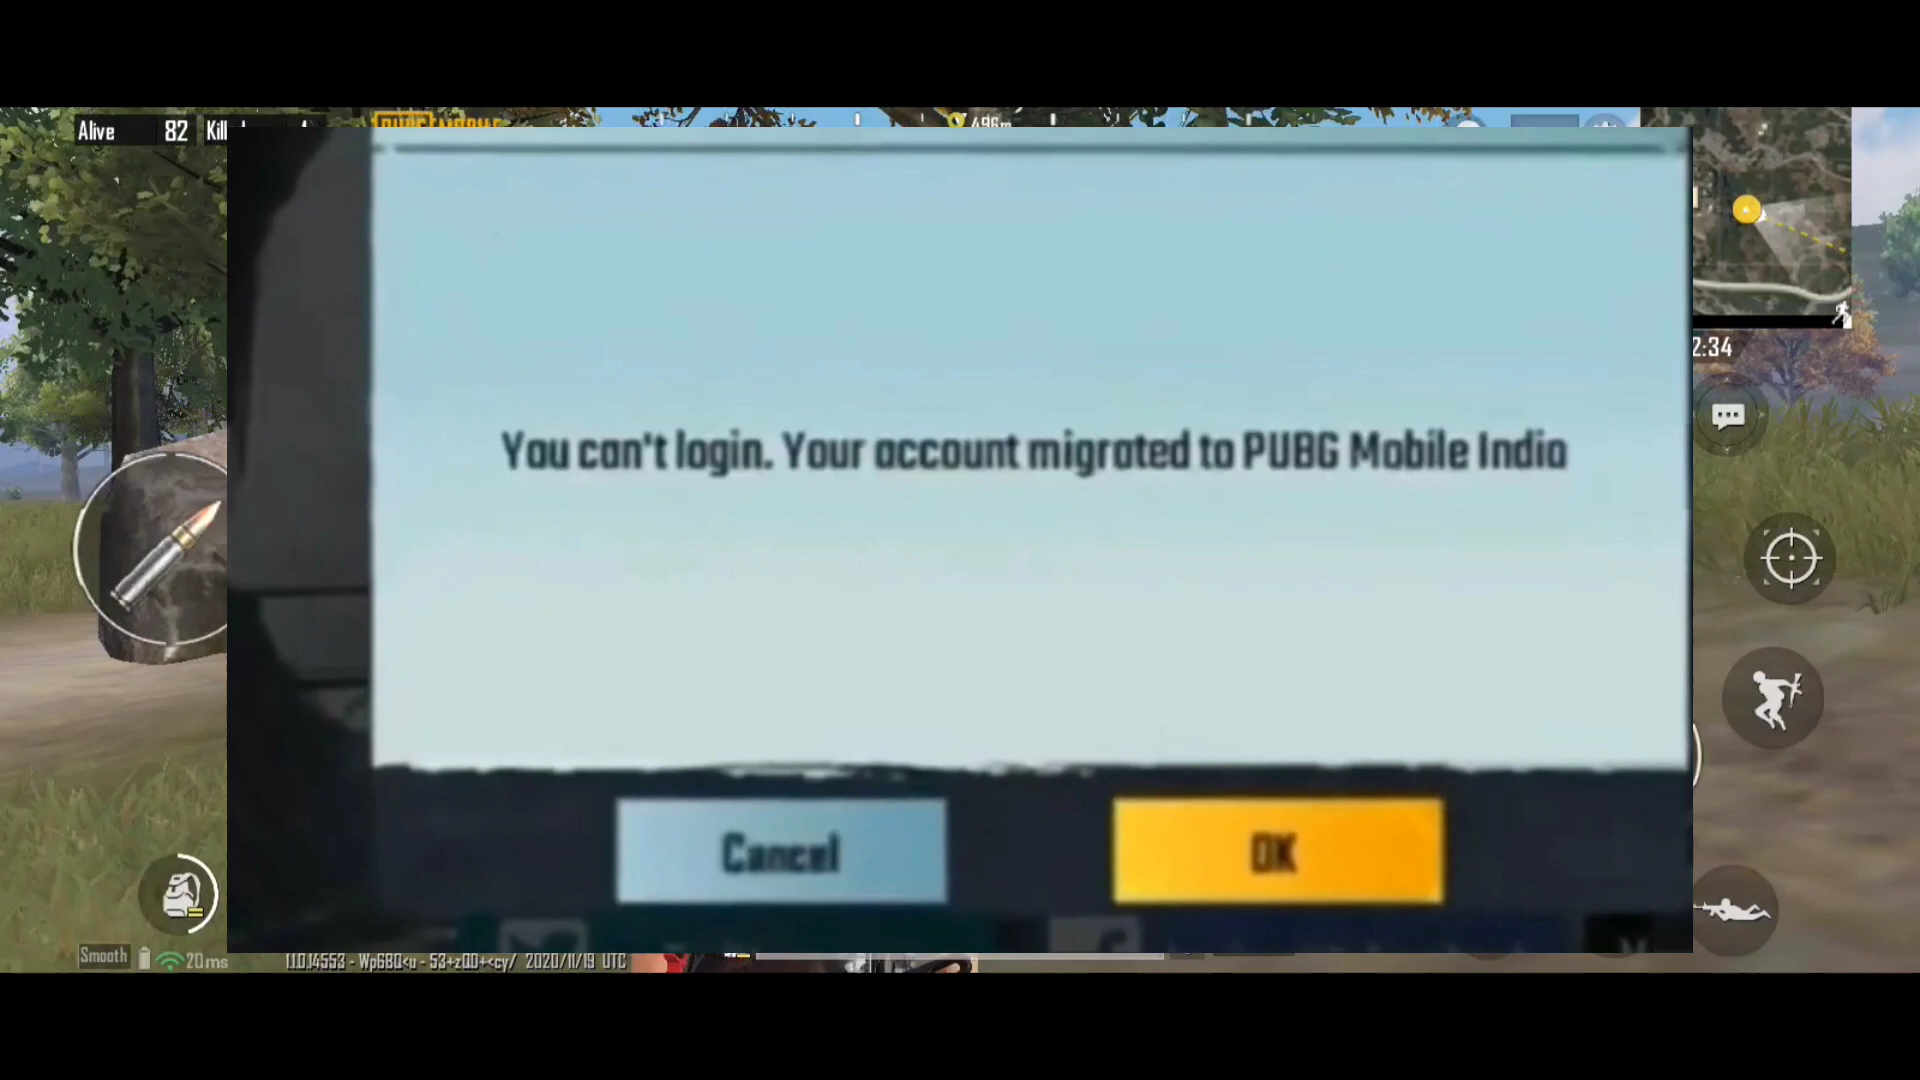 Alive 82 Kill
496m
2:34
You can't login. Your account migrated to PUBG Mobile India
Cancel
OK
Smooth
20ms
2020/11/19 UTC